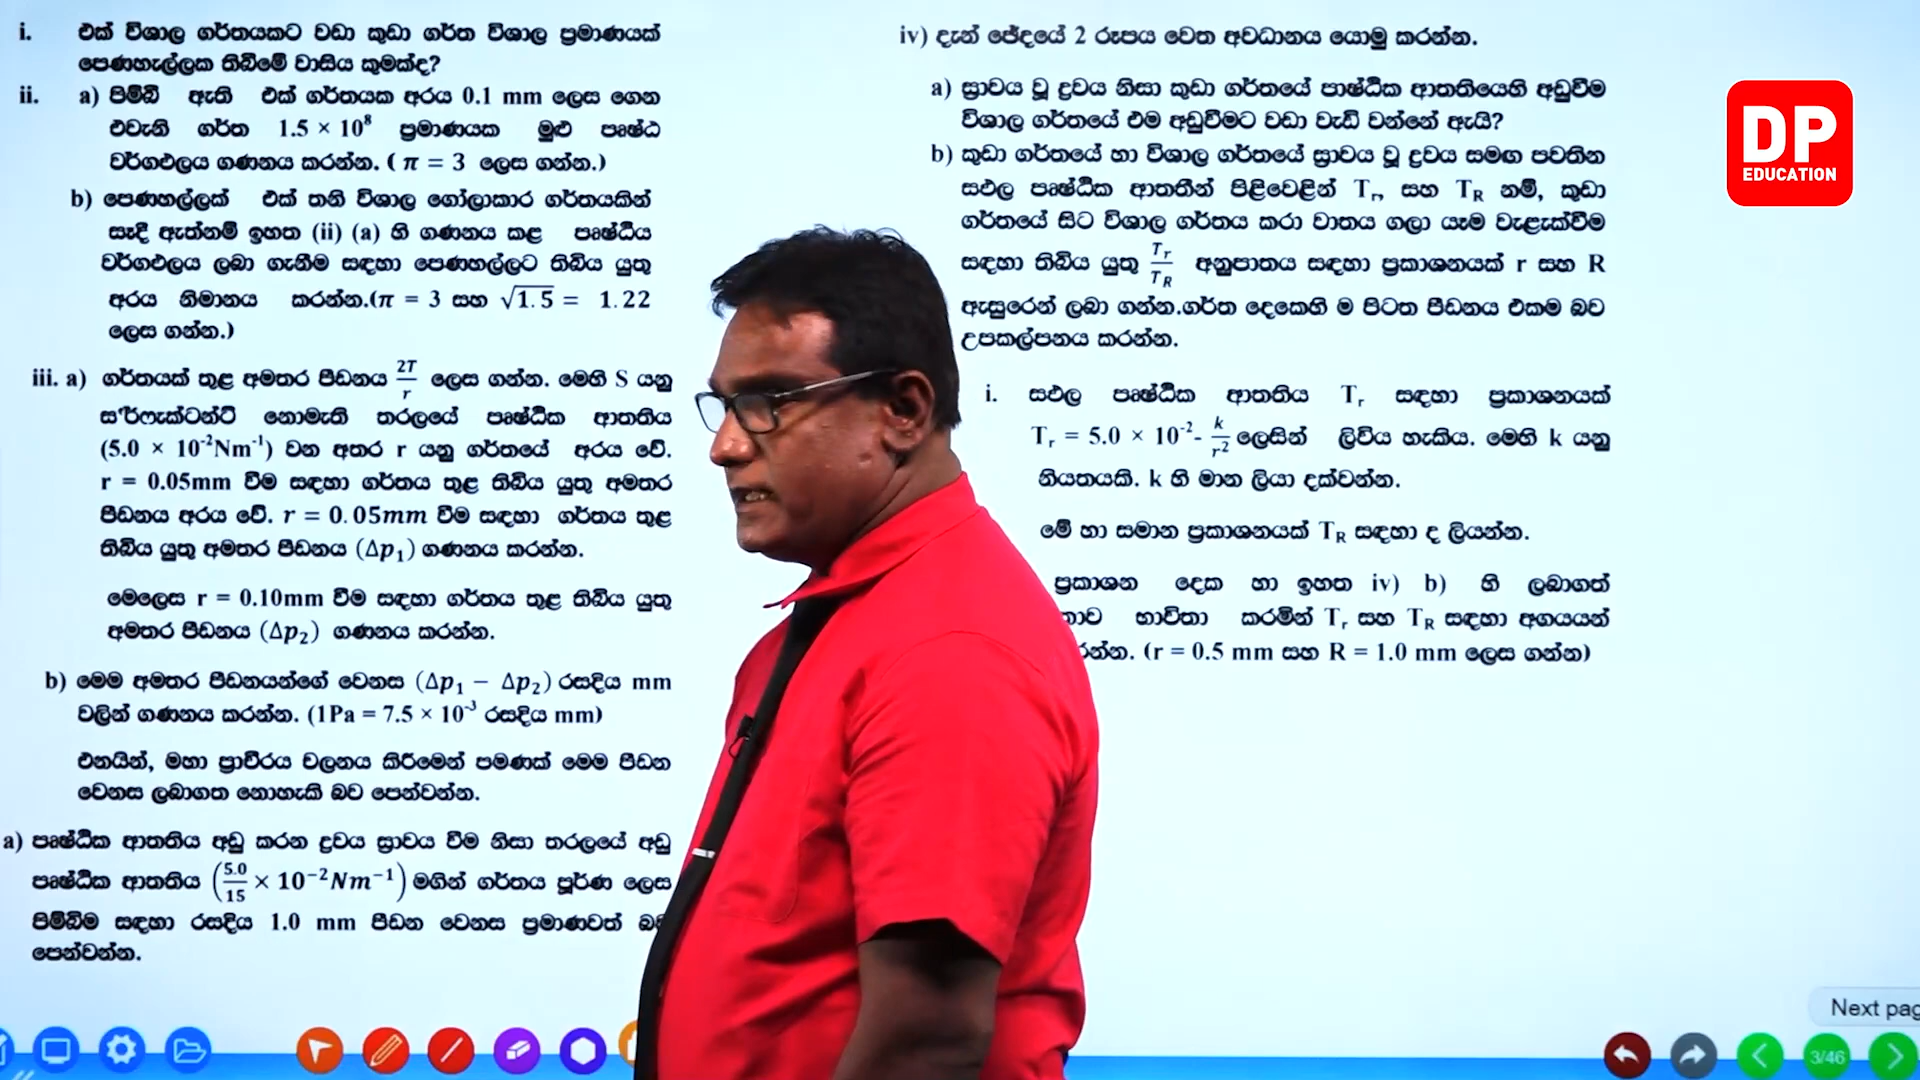 i. එක් විශාල ගර්තයකට වඩා කුඩා ගර්ත විශාල ප්‍රමාණයක්
පෙණහැල්ලක තිබීමේ වාසිය කුමක්ද?
ii. a) පිම්බී ඇති එක් ගර්තයක අරය 0.1 mm ලෙස ගෙන
එවැනි ගර්ත 1.5 × 10⁸ ප්‍රමාණයක මුළු පෘෂ්ඨ
වර්ගඵලය ගණනය කරන්න. ( π = 3 ලෙස ගන්න.)
b) පෙණහල්ලක් එක් තනි විශාල ගෝලාකාර ගර්තයකින්
සෑදී ඇත්නම් ඉහත (ii) (a) හි ගණනය කළ පෘෂ්ඨීය
වර්ගඵලය ලබා ගැනීම සඳහා පෙණහල්ලට තිබිය යුතු
අරය නිමානය කරන්න.(π = 3 සහ √1.5 = 1.22
ලෙස ගන්න.)
iii. a) ගර්තයක් තුළ අමතර පීඩනය 2T/r ලෙස ගන්න. මෙහි S යනු
ස'ර්ෆැක්ටන්ට් නොමැති තරලයේ පෘෂ්ඨික ආතතිය
(5.0 × 10⁻²Nm⁻¹) වන අතර r යනු ගර්තයේ අරය වේ.
r = 0.05mm වීම සඳහා ගර්තය තුළ තිබිය යුතු අමතර
පීඩනය අරය වේ. r = 0.05mm වීම සඳහා ගර්තය තුළ
තිබිය යුතු අමතර පීඩනය (Δp₁) ගණනය කරන්න.
මෙලෙස r = 0.10mm වීම සඳහා ගර්තය තුළ තිබිය යුතු
අමතර පීඩනය (Δp₂) ගණනය කරන්න.
b) මෙම අමතර පීඩනයන්ගේ වෙනස (Δp₁ − Δp₂) රසදිය mm
වලින් ගණනය කරන්න. (1Pa = 7.5 × 10⁻³ රසදිය mm)
එනයින්, මහා ප්‍රාචීරය චලනය කිරීමෙන් පමණක් මෙම පීඩන
වෙනස ලබාගත නොහැකි බව පෙන්වන්න.
a) පෘෂ්ඨික ආතතිය අඩු කරන ද්‍රවය ස්‍රාවය වීම නිසා තරලයේ අඩු
පෘෂ්ඨික ආතතිය (5.0/15 × 10⁻²Nm⁻¹) මගින් ගර්තය පූර්ණ ලෙස
පිම්බීම සඳහා රසදිය 1.0 mm පීඩන වෙනස ප්‍රමාණවත්
පෙන්වන්න.
iv) දැන් ඡේදයේ 2 රූපය වෙත අවධානය යොමු කරන්න.
a) ස්‍රාවය වූ ද්‍රවය නිසා කුඩා ගර්තයේ පාෂ්ඨික ආතතියෙහි අඩුවීම
විශාල ගර්තයේ එම අඩුවීමට වඩා වැඩි වන්නේ ඇයි?
b) කුඩා ගර්තයේ හා විශාල ගර්තයේ ස්‍රාවය වූ ද්‍රවය සමඟ පවතින
සඵල පෘෂ්ඨික ආතතීන් පිළිවෙළින් Tᵣ, සහ T_R නම්, කුඩා
ගර්තයේ සිට විශාල ගර්තය කරා වාතය ගලා යෑම වැළැක්වීම
සඳහා තිබිය යුතු Tᵣ/T_R අනුපාතය සඳහා ප්‍රකාශනයක් r සහ R
ඇසුරෙන් ලබා ගන්න.ගර්ත දෙකෙහි ම පිටත පීඩනය එකම බව
උපකල්පනය කරන්න.
i. සඵල පෘෂ්ඨික ආතතිය Tᵣ සඳහා ප්‍රකාශනයක්
Tᵣ = 5.0 × 10⁻²- k/r² ලෙසින් ලිවිය හැකිය. මෙහි k යනු
නියතයකි. k හි මාන ලියා දක්වන්න.
මේ හා සමාන ප්‍රකාශනයක් T_R සඳහා ද ලියන්න.
ප්‍රකාශන දෙක හා ඉහත iv) b) හි ලබාගත්
භාවිතා කරමින් Tᵣ සහ T_R සඳහා අගයයන්
(r = 0.5 mm සහ R = 1.0 mm ලෙස ගන්න)
DP
EDUCATION
Next pag
3/46